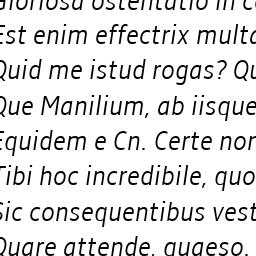 Gloriosa ostentatio in c
Est enim effectrix multa
Quid me istud rogas? Qu
Que Manilium, ab iisque
Equidem e Cn. Certe non
Tibi hoc incredibile, quo
Sic consequentibus vest
Quare attende, quaeso.